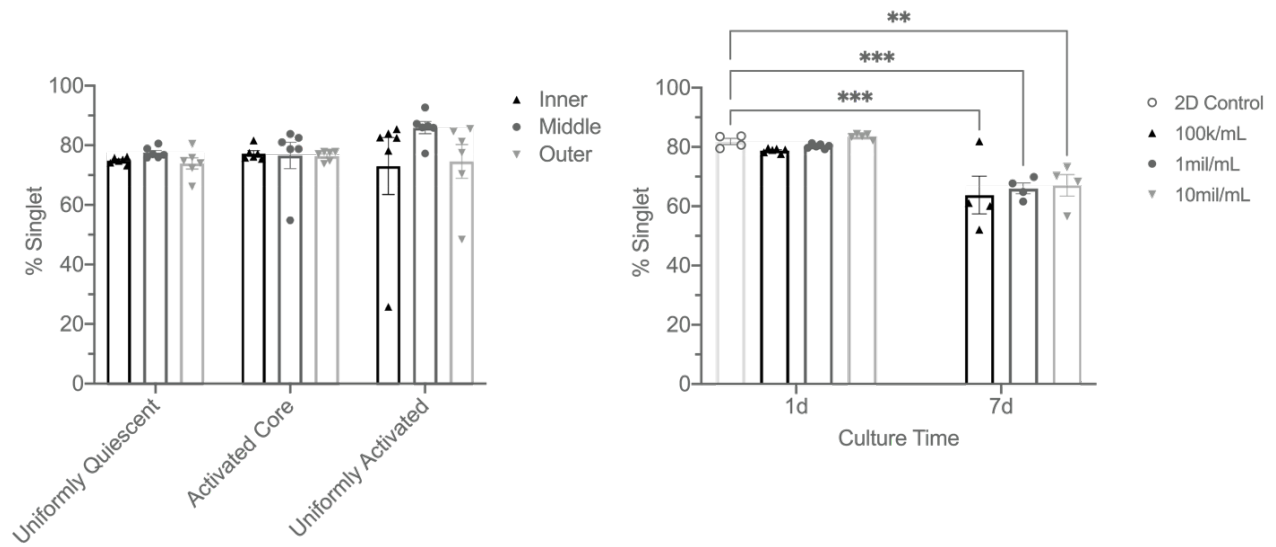 100
80
60
40
20
0
% Singlet
Uniformly Quiescent
Activated Core
Uniformly Activated
Inner
Middle
Outer
**
***
***
100
80
60
40
20
0
% Singlet
1d
7d
Culture Time
2D Control
100k/mL
1mil/mL
10mil/mL